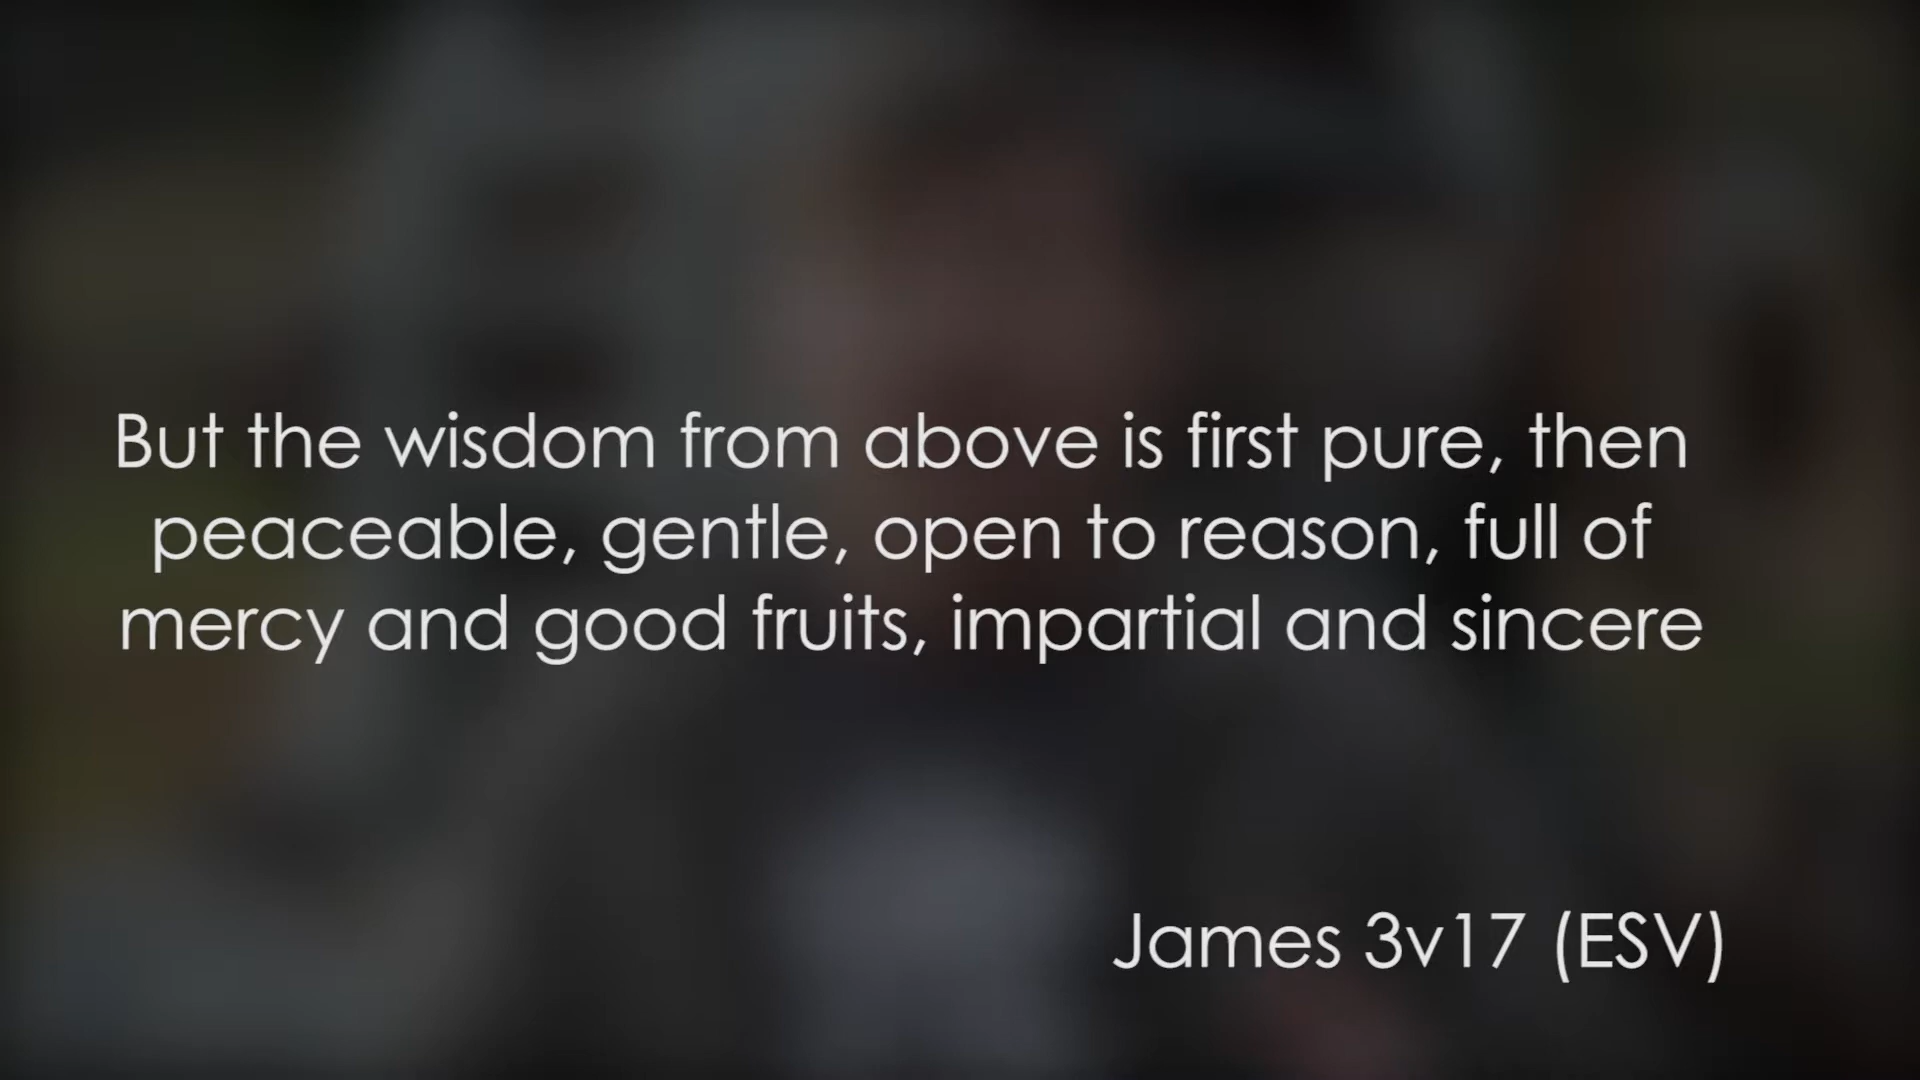 But the wisdom from above is first pure, then
peaceable, gentle, open to reason, full of
mercy and good fruits, impartial and sincere
James 3v17 (ESV)